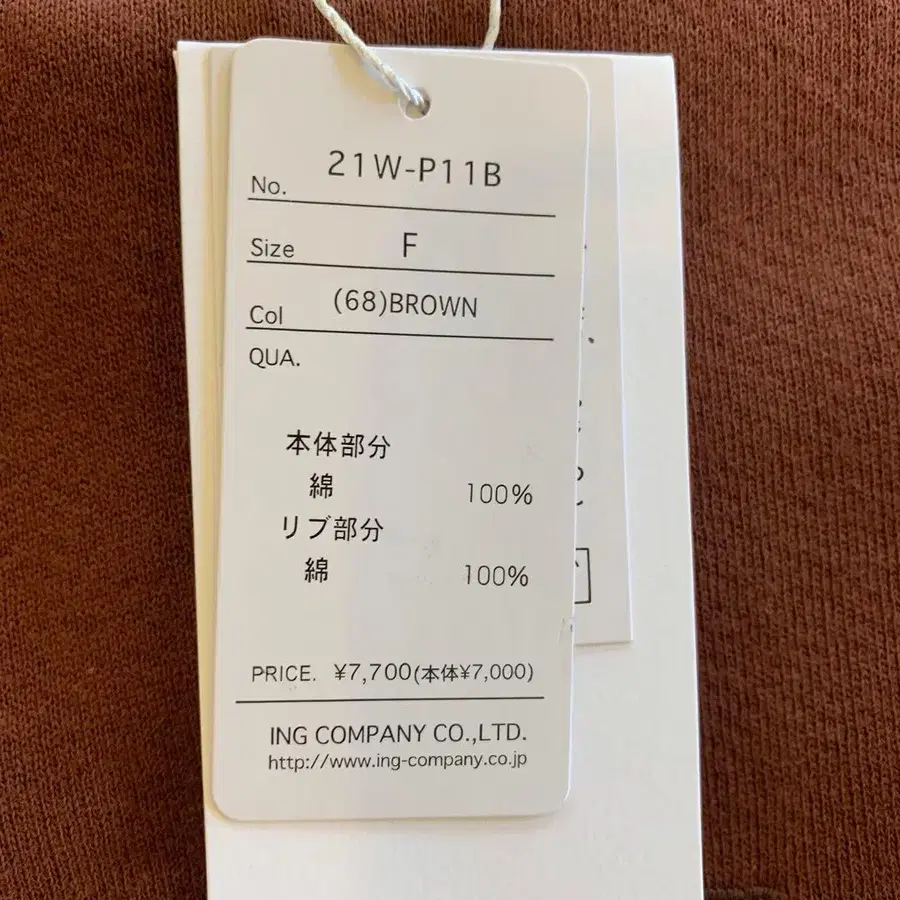 No. 21W-P11B
Size F
Col (68)BROWN
QUA.
本体部分
綿 100%
リブ部分
綿 100%
PRICE. ¥7,700(本体¥7,000)
ING COMPANY CO.,LTD.
http://www.ing-company.co.jp